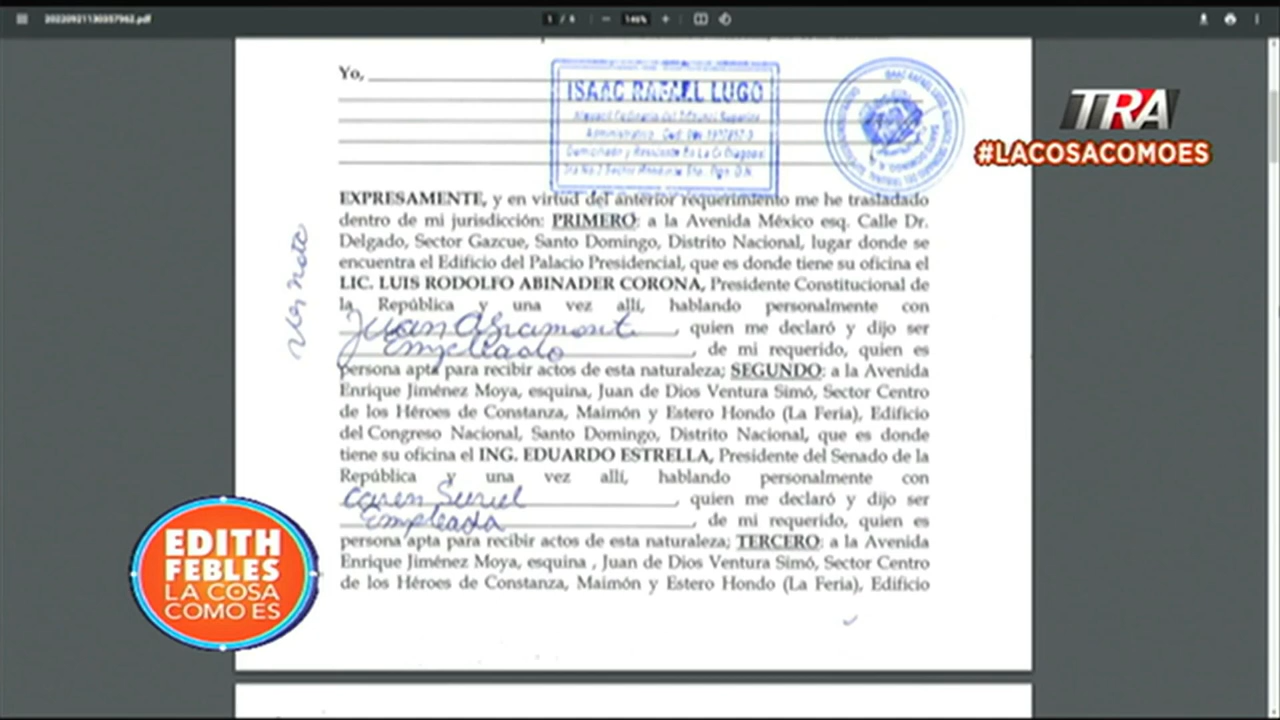 20220921130357962.pdf
1 / 6
146%
Yo,
ISAAC RAFAEL LUGO
TRA
#LACOSACOMOES
EXPRESAMENTE, y en virtud del anterior requerimiento me he trasladado
dentro de mi jurisdicción: PRIMERO: a la Avenida México esq. Calle Dr.
Delgado, Sector Gazcue, Santo Domingo, Distrito Nacional, lugar donde se
encuentra el Edificio del Palacio Presidencial, que es donde tiene su oficina el
LIC. LUIS RODOLFO ABINADER CORONA, Presidente Constitucional de
la República y una vez allí, hablando personalmente con
Juan , quien me declaró y dijo ser
Empleado , de mi requerido, quien es
persona apta para recibir actos de esta naturaleza; SEGUNDO: a la Avenida
Enrique Jiménez Moya, esquina, Juan de Dios Ventura Simó, Sector Centro
de los Héroes de Constanza, Maimón y Estero Hondo (La Feria), Edificio
del Congreso Nacional, Santo Domingo, Distrito Nacional, que es donde
tiene su oficina el ING. EDUARDO ESTRELLA, Presidente del Senado de la
República y una vez allí, hablando personalmente con
Caren Suriel , quien me declaró y dijo ser
Empleada , de mi requerido, quien es
persona apta para recibir actos de esta naturaleza; TERCERO: a la Avenida
Enrique Jiménez Moya, esquina , Juan de Dios Ventura Simó, Sector Centro
de los Héroes de Constanza, Maimón y Estero Hondo (La Feria), Edificio
EDITH
FEBLES
LA COSA
COMO ES